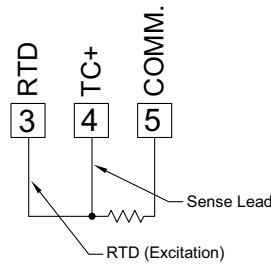 RTD
TC+
COMM.
3
4
5
Sense Lead
RTD (Excitation)